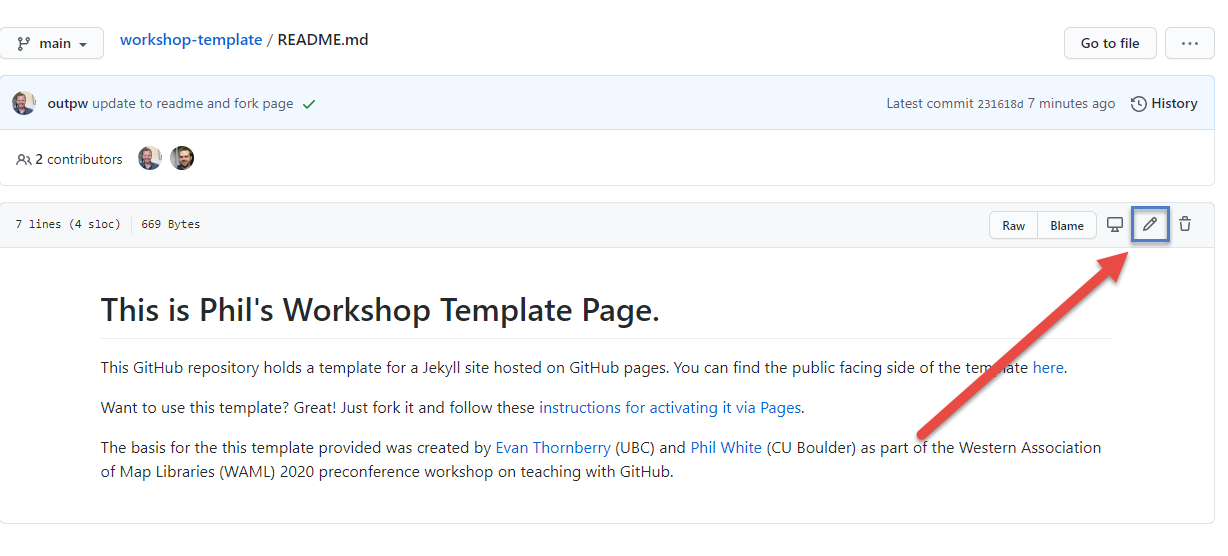 main
workshop-template / README.md
Go to file
...
outpw update to readme and fork page
Latest commit 231618d 7 minutes ago
History
2 contributors
7 lines (4 sloc)
669 Bytes
Raw
Blame
This is Phil's Workshop Template Page.
This GitHub repository holds a template for a Jekyll site hosted on GitHub pages. You can find the public facing side of the template here.
Want to use this template? Great! Just fork it and follow these instructions for activating it via Pages.
The basis for the this template provided was created by Evan Thornberry (UBC) and Phil White (CU Boulder) as part of the Western Association
of Map Libraries (WAML) 2020 preconference workshop on teaching with GitHub.